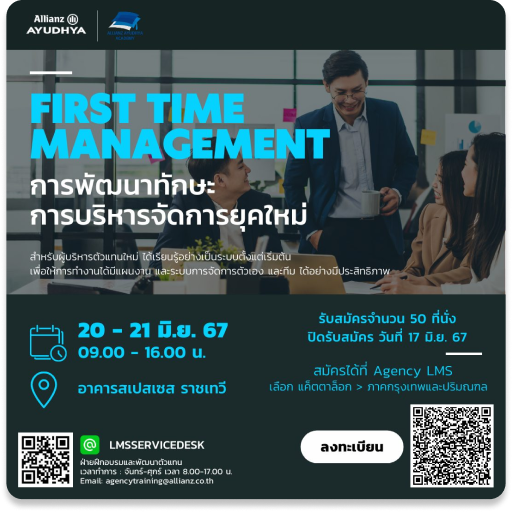 Allianz
AYUDHYA
FIRST TIME
MANAGEMENT
การพัฒนาทักษะ
การบริหารจัดการยุคใหม่
สำหรับผู้บริหารตัวแทนใหม่ ได้เรียนรู้อย่างเป็นระบบตั้งแต่เริ่มต้น
เพื่อให้การทำงานได้มีแผนงาน และระบบการจัดการตัวเอง และทีม ได้อย่างมีประสิทธิภาพ
20 - 21 มิ.ย. 67
09.00 - 16.00 น.
อาคารสเปสเซส ราชเทวี
รับสมัครจำนวน 50 ที่นั่ง
ปิดรับสมัคร วันที่ 17 มิ.ย. 67
สมัครได้ที่ Agency LMS
เลือก แค็ตตาล็อก > ภาคกรุงเทพและปริมณฑล
ลงทะเบียน
LMSSERVICEDESK
ฝ่ายฝึกอบรมและพัฒนาตัวแทน
เวลาทำการ : จันทร์-ศุกร์ เวลา 8.00-17.00 น.
Email: agencytraining@allianz.co.th